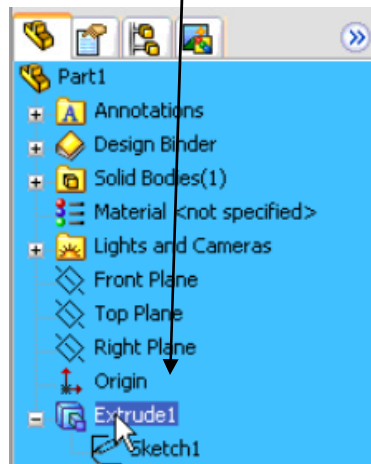 Part1
Annotations
Design Binder
Solid Bodies(1)
Material <not specified>
Lights and Cameras
Front Plane
Top Plane
Right Plane
Origin
Extrude1
Sketch1